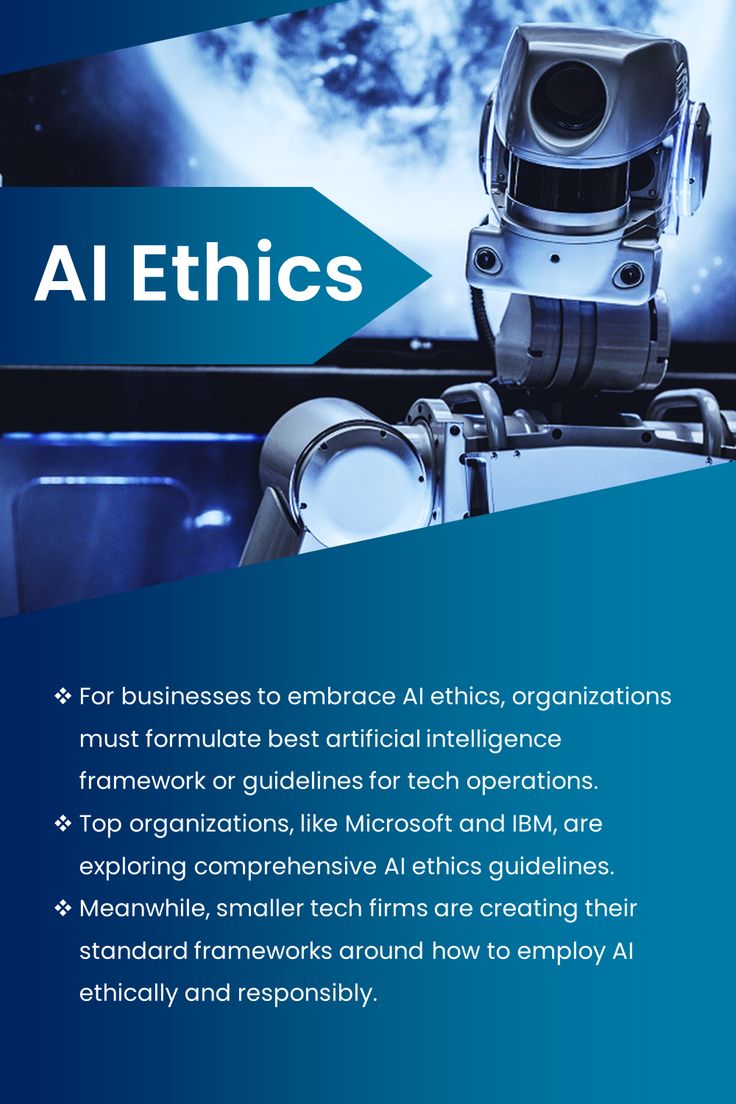 AI Ethics
❖ For businesses to embrace AI ethics, organizations
must formulate best artificial intelligence
framework or guidelines for tech operations.
❖ Top organizations, like Microsoft and IBM, are
exploring comprehensive AI ethics guidelines.
❖ Meanwhile, smaller tech firms are creating their
standard frameworks around how to employ AI
ethically and responsibly.